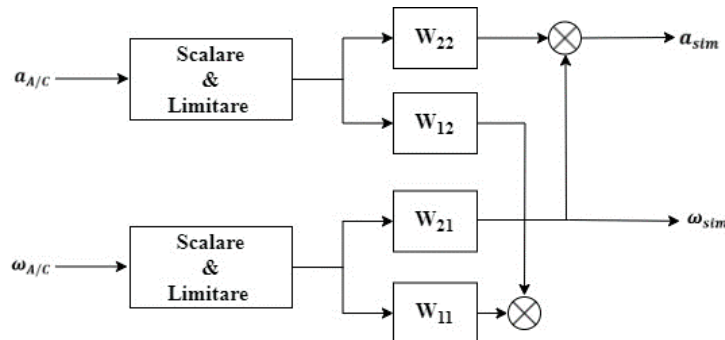 W₂₂
a_sim
Scalare
&
Limitare
a_A/C
W₁₂
W₂₁
ω_sim
Scalare
&
Limitare
ω_A/C
W₁₁